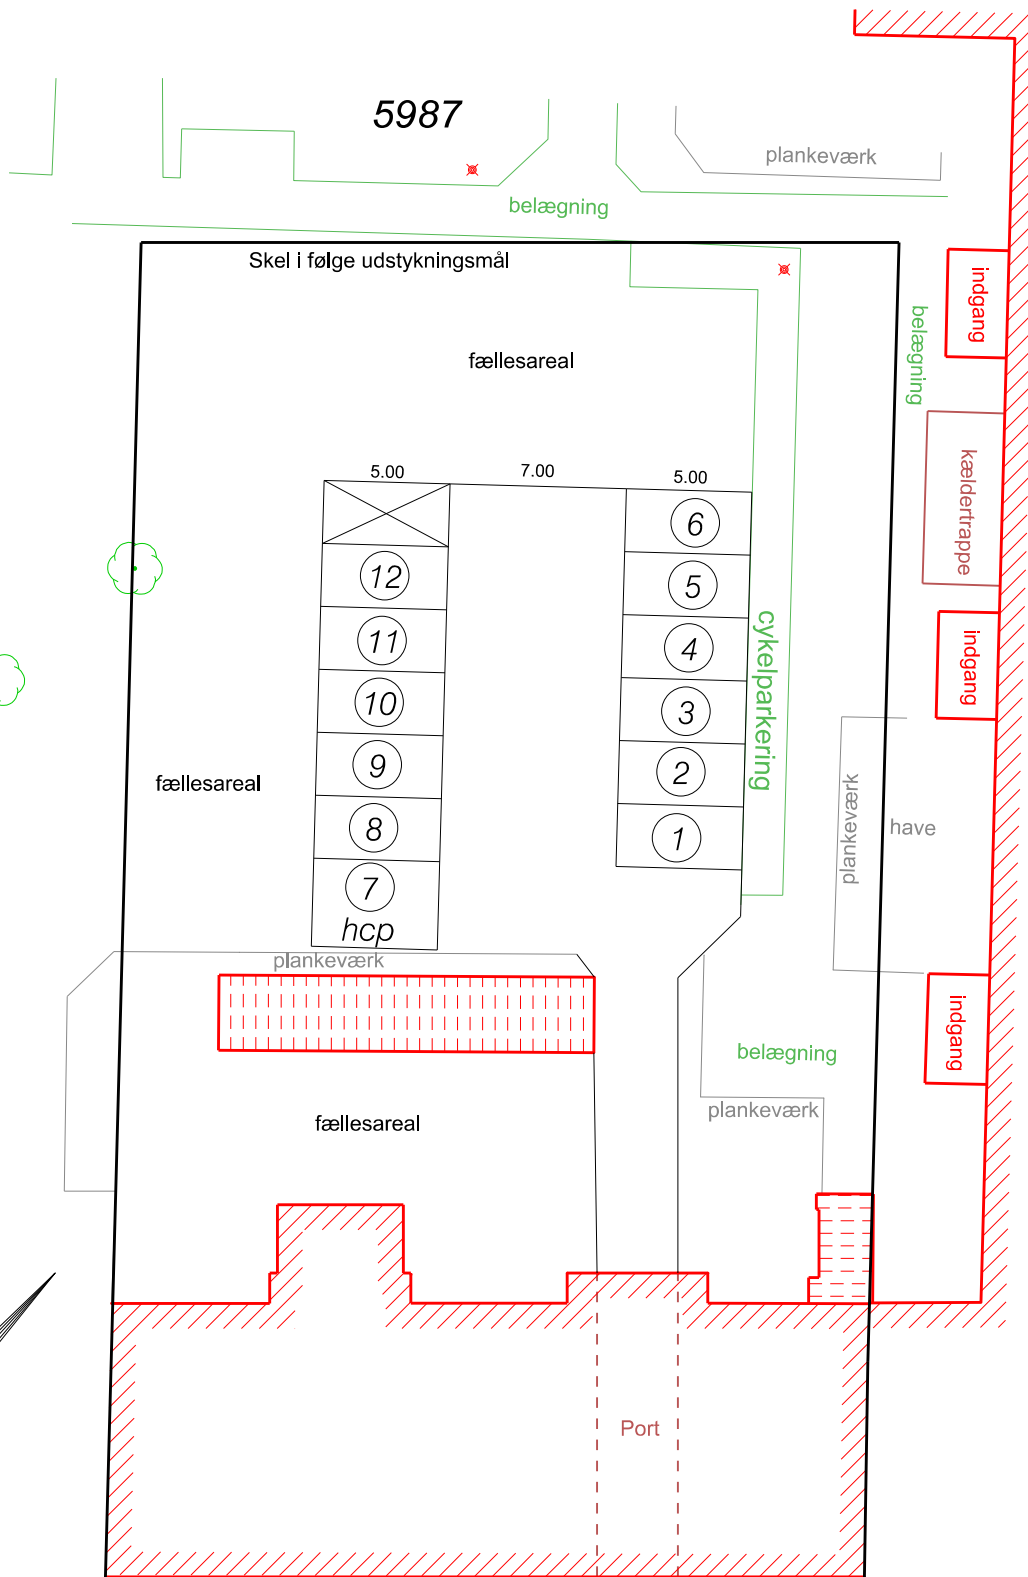 5987
plankeværk
belægning
Skel i følge udstykningsmål
indgang
belægning
fællesareal
5.00
7.00
5.00
kældertrappe
6
12
5
11
4
cykelparkering
indgang
10
3
9
2
fællesareal
plankeværk
have
8
1
7
hcp
plankeværk
indgang
belægning
plankeværk
fællesareal
Port